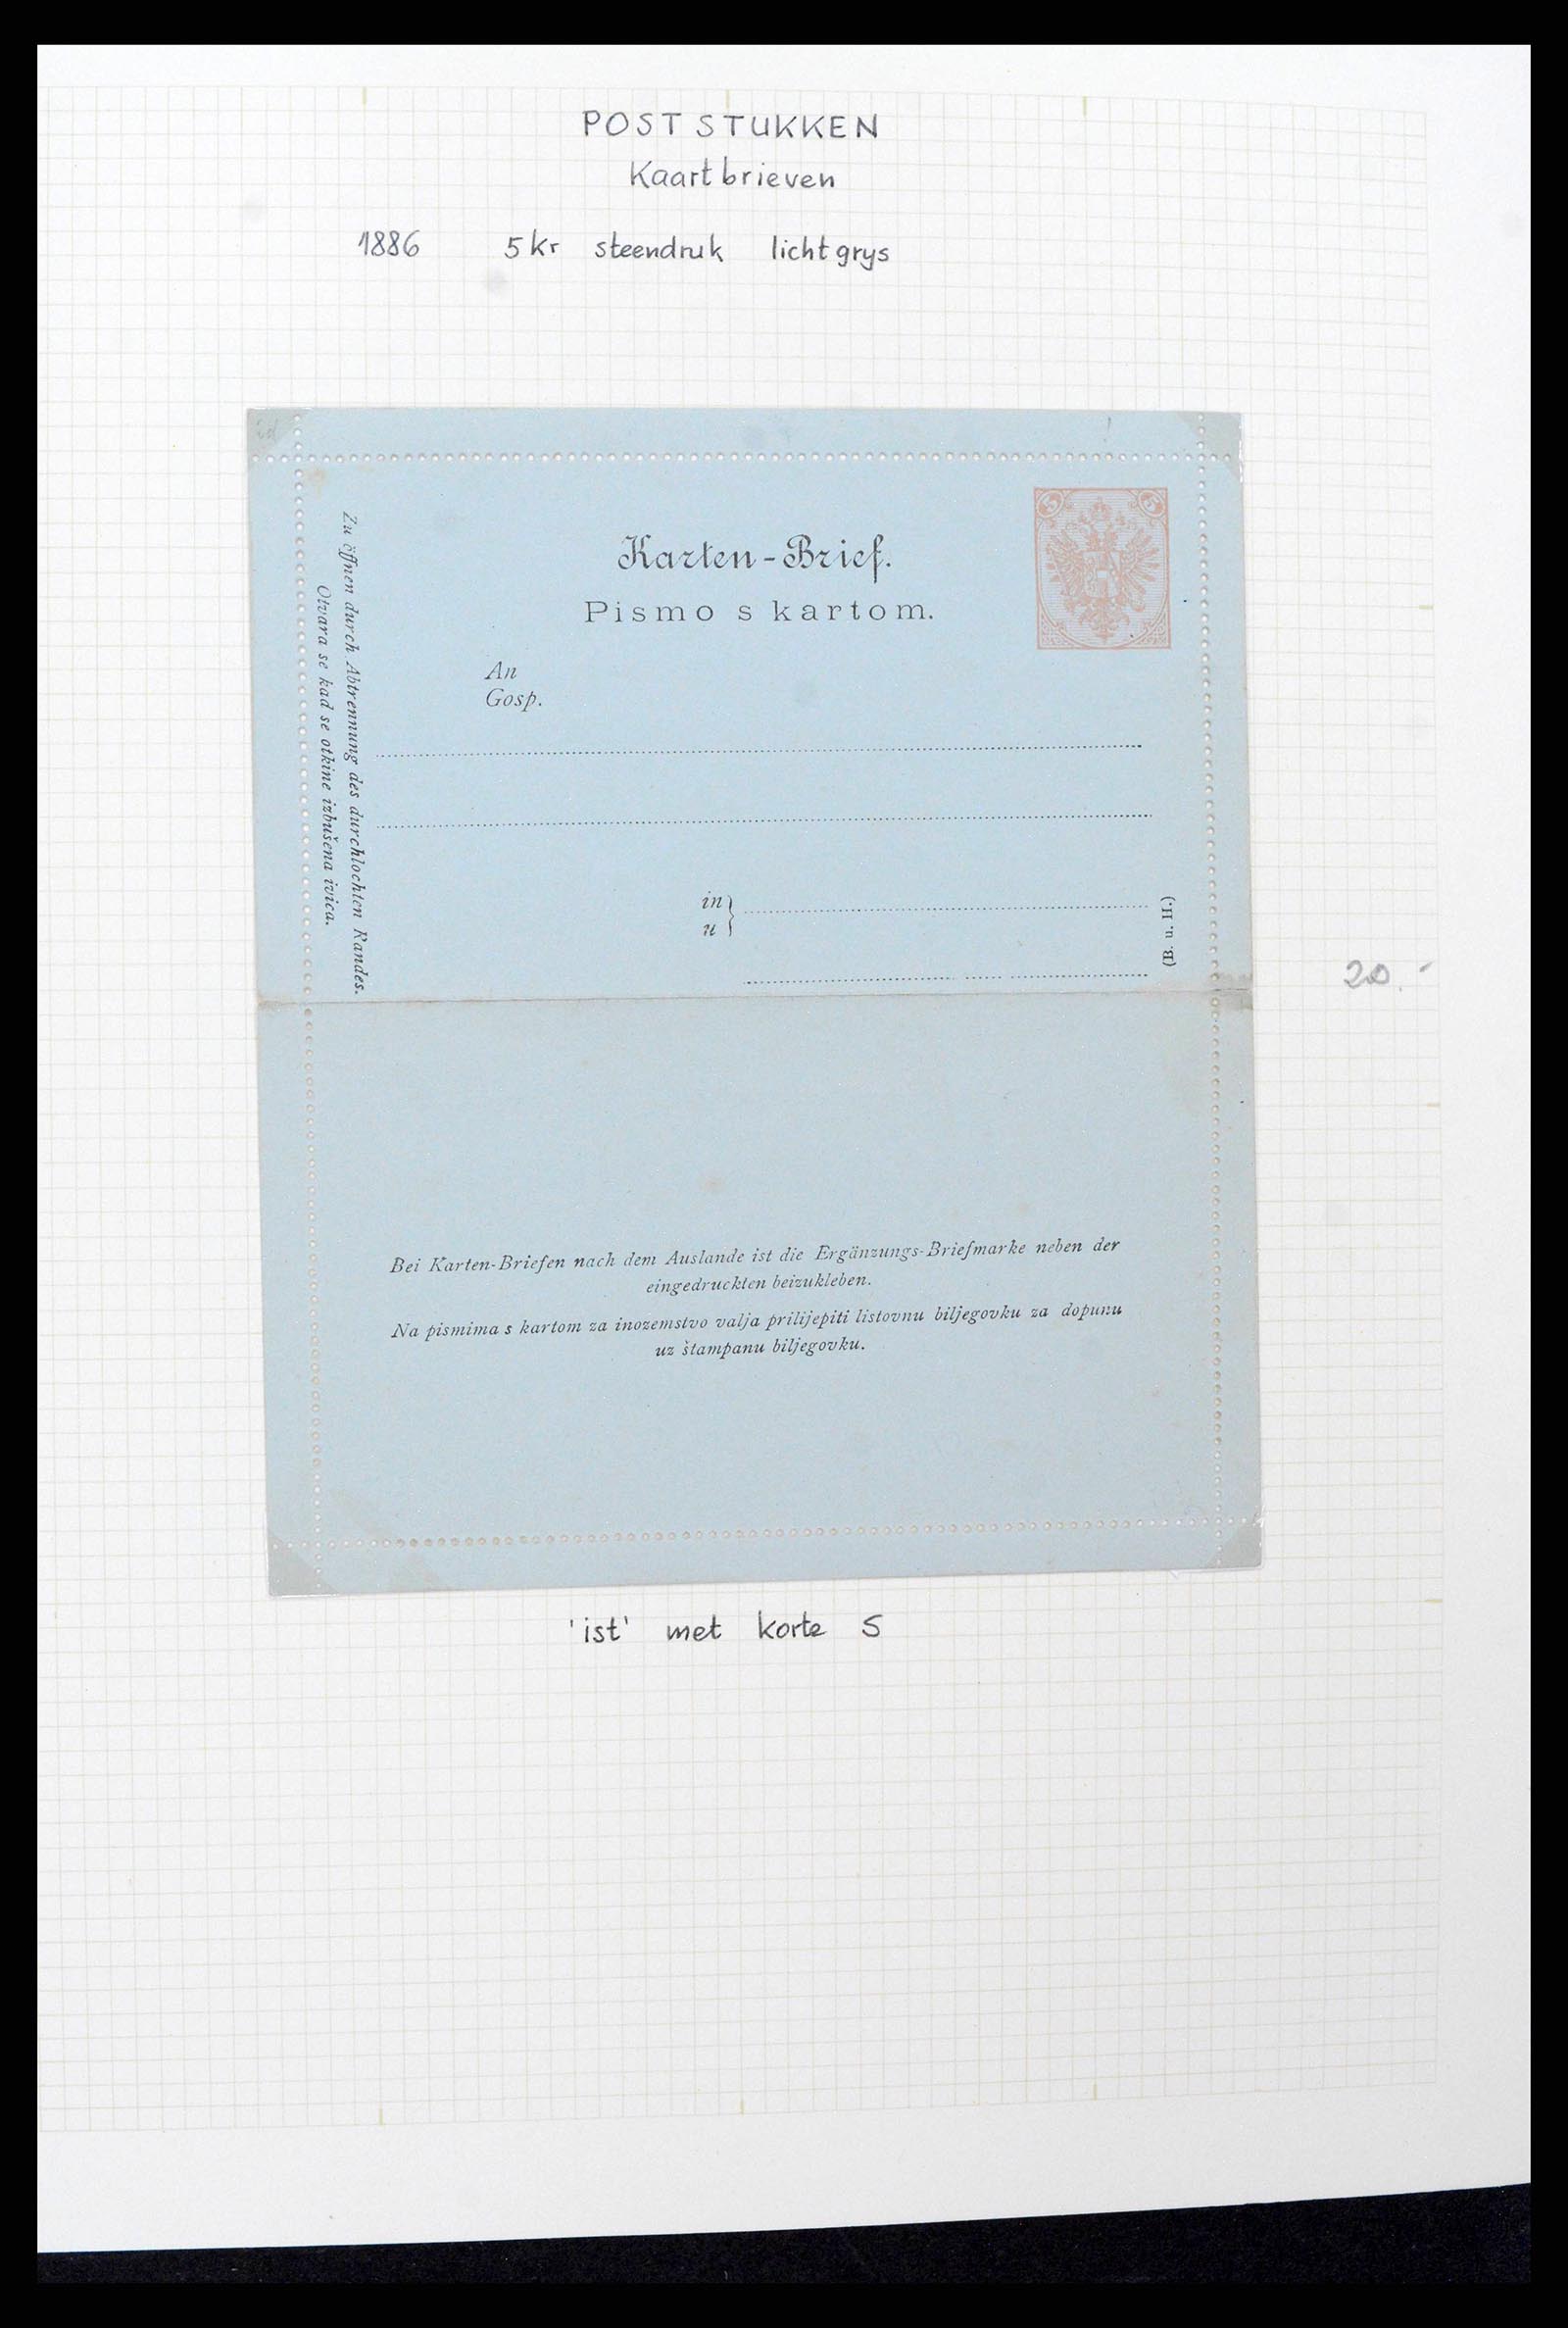 POSTSTUKKEN
Kaartbrieven
1886 5kr steendruk lichtgrys
5 5
Karten-Brief.
Pismo s kartom.
An
Gosp.
Zu öffnen durch Abtrennung des durchlochten Randes.
Otvara se kad se otkine izbušena ivica.
in
u
(B. u. H.)
20.-
Bei Karten-Briefen nach dem Auslande ist die Ergänzungs-Briefmarke neben der
eingedruckten beizukleben.
Na pismima s kartom za inozemstvo valja prilijepiti listovnu biljegovku za dopunu
uz štampanu biljegovku.
'ist' met korte S